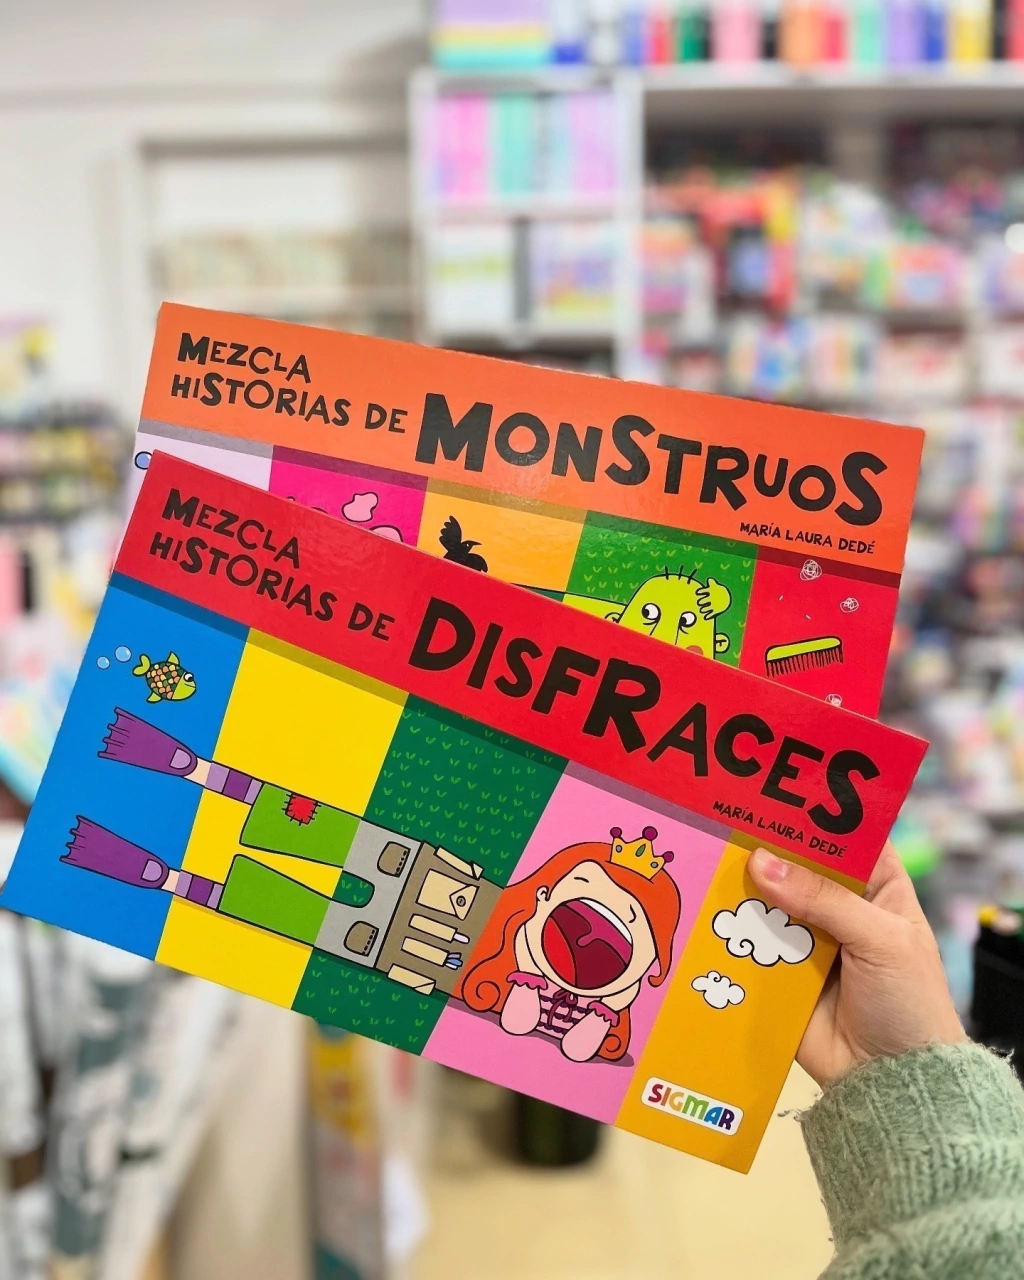 MEZCLA
HISTORIAS DE MONSTRUOS
MARÍA LAURA DEDÉ
MEZCLA
HISTORIAS DE DISFRACES
MARÍA LAURA DEDÉ
SIGMAR